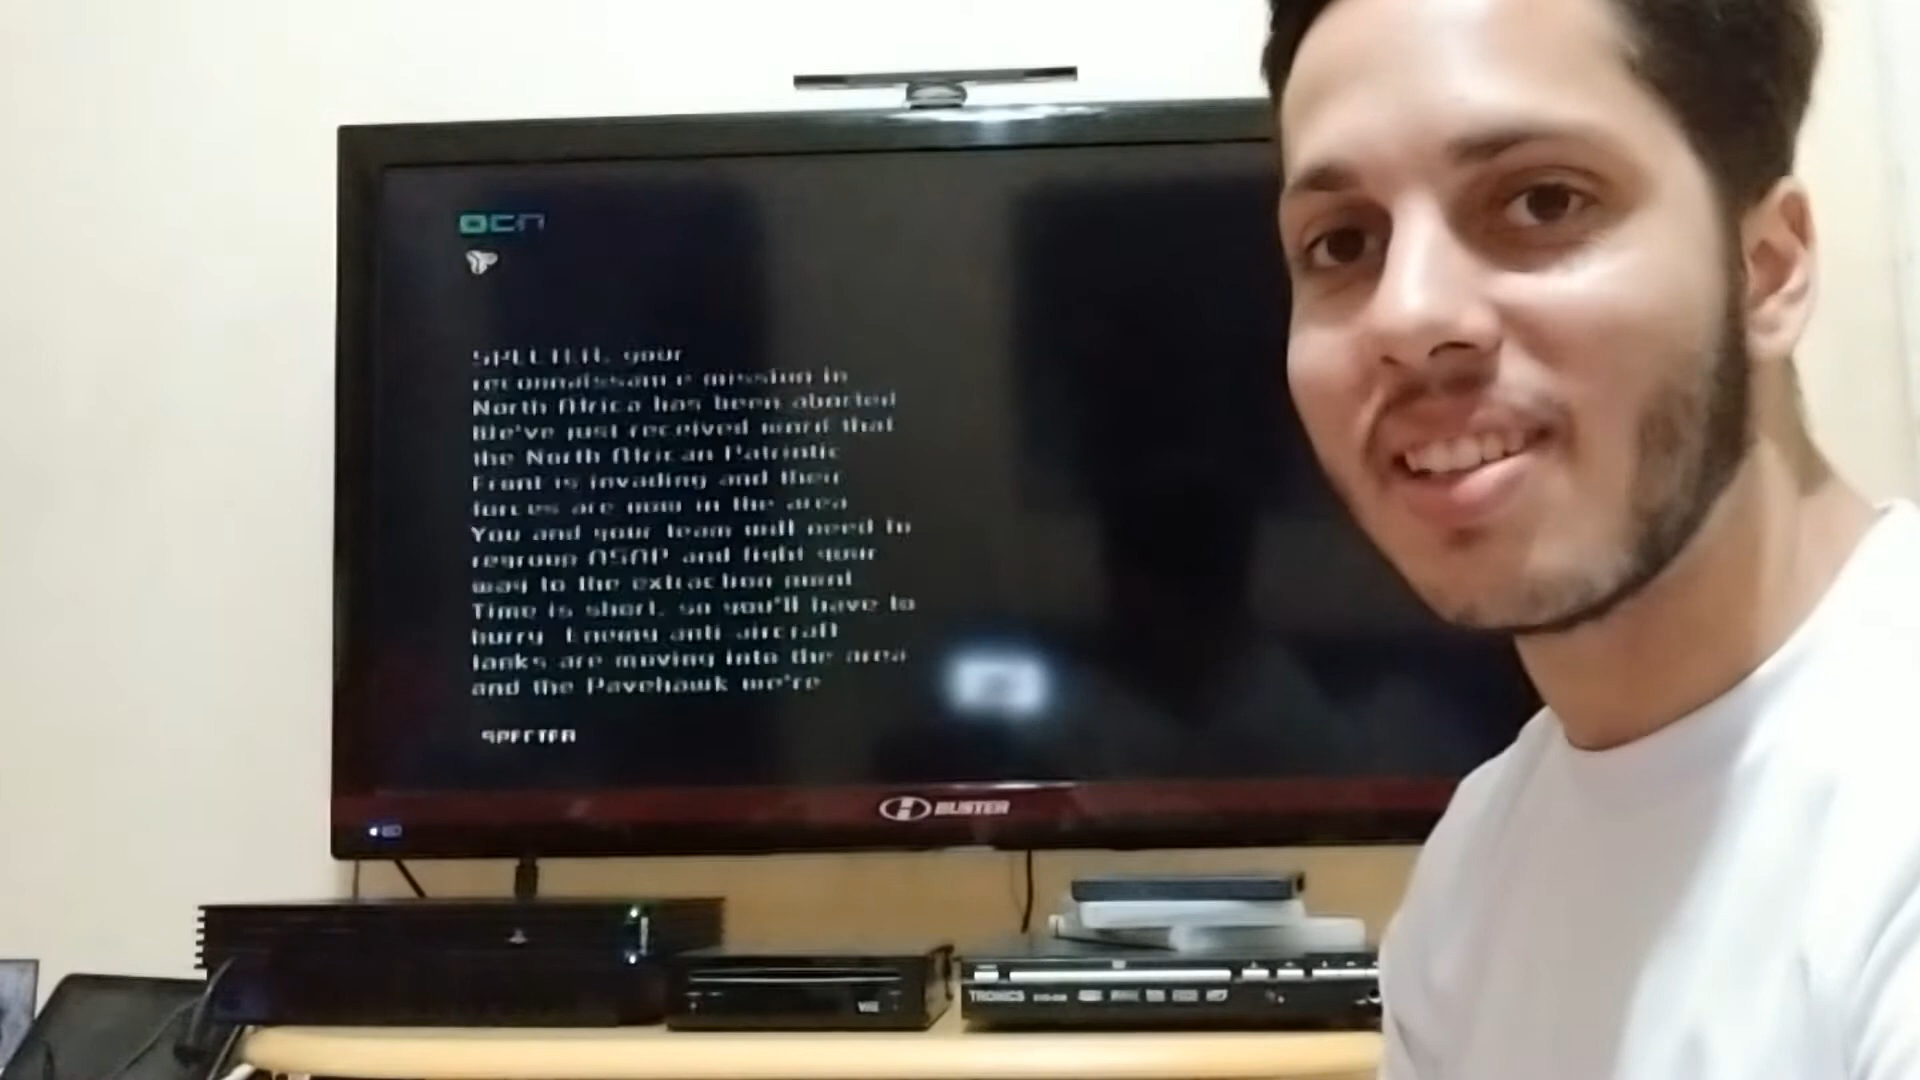 SPECTER, your
reconnaissance mission in
North Africa has been aborted
We've just received word that
the North African Patriotic
Front is invading and their
forces are now in the area
You and your team will need to
regroup ASAP and fight your
way to the extraction point
Time is short, so you'll have to
hurry Enemy anti aircraft
tanks are moving into the area
and the Pavehawk we're
SPECTER
H BUSTER
Wii
TRONICS